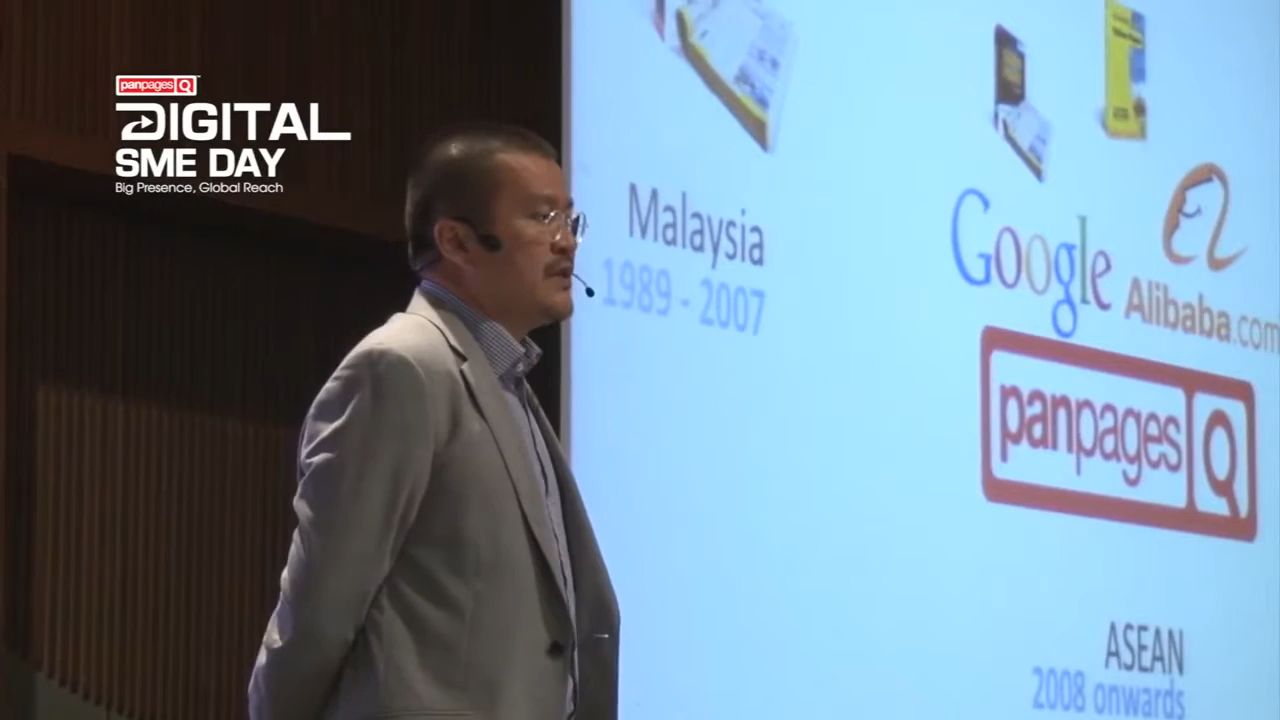 panpages
DIGITAL
SME DAY
Big Presence, Global Reach
Malaysia
1989 - 2007
Google
Alibaba.com
panpages
ASEAN
2008 onwards